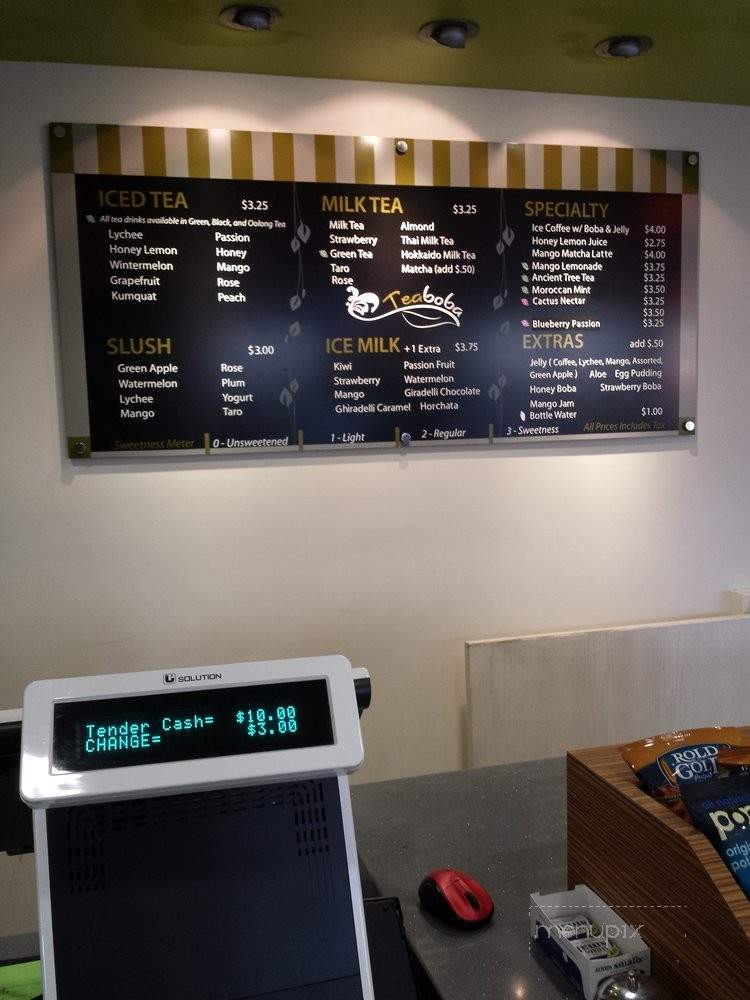 ICED TEA $3.25
All tea drinks available in Green, Black, and Oolong Tea
Lychee Passion
Honey Lemon Honey
Wintermelon Mango
Grapefruit Rose
Kumquat Peach
SLUSH $3.00
Green Apple Rose
Watermelon Plum
Lychee Yogurt
Mango Taro
MILK TEA $3.25
Milk Tea Almond
Strawberry Thai Milk Tea
Green Tea Hokkaido Milk Tea
Taro Matcha (add $.50)
Rose
Teaboba
ICE MILK +1 Extra $3.75
Kiwi Passion Fruit
Strawberry Watermelon
Mango Giradelli Chocolate
Ghiradelli Caramel Horchata
SPECIALTY
Ice Coffee w/ Boba & Jelly $4.00
Honey Lemon Juice $2.75
Mango Matcha Latte $4.00
Mango Lemonade $3.75
Ancient Tree Tea $3.25
Moroccan Mint $3.50
Cactus Nectar $3.25
$3.50
Blueberry Passion $3.25
EXTRAS add $.50
Jelly ( Coffee, Lychee, Mango, Assorted,
Green Apple ) Aloe Egg Pudding
Honey Boba Strawberry Boba
Mango Jam
Bottle Water $1.00
Sweetness Meter 0 - Unsweetened 1 - Light 2 - Regular 3 - Sweetness All Prices Includes Tax
SOLUTION
Tender Cash= $10.00
CHANGE= $3.00
ROLD
GOLD
menupix
ALTOIDS smalls